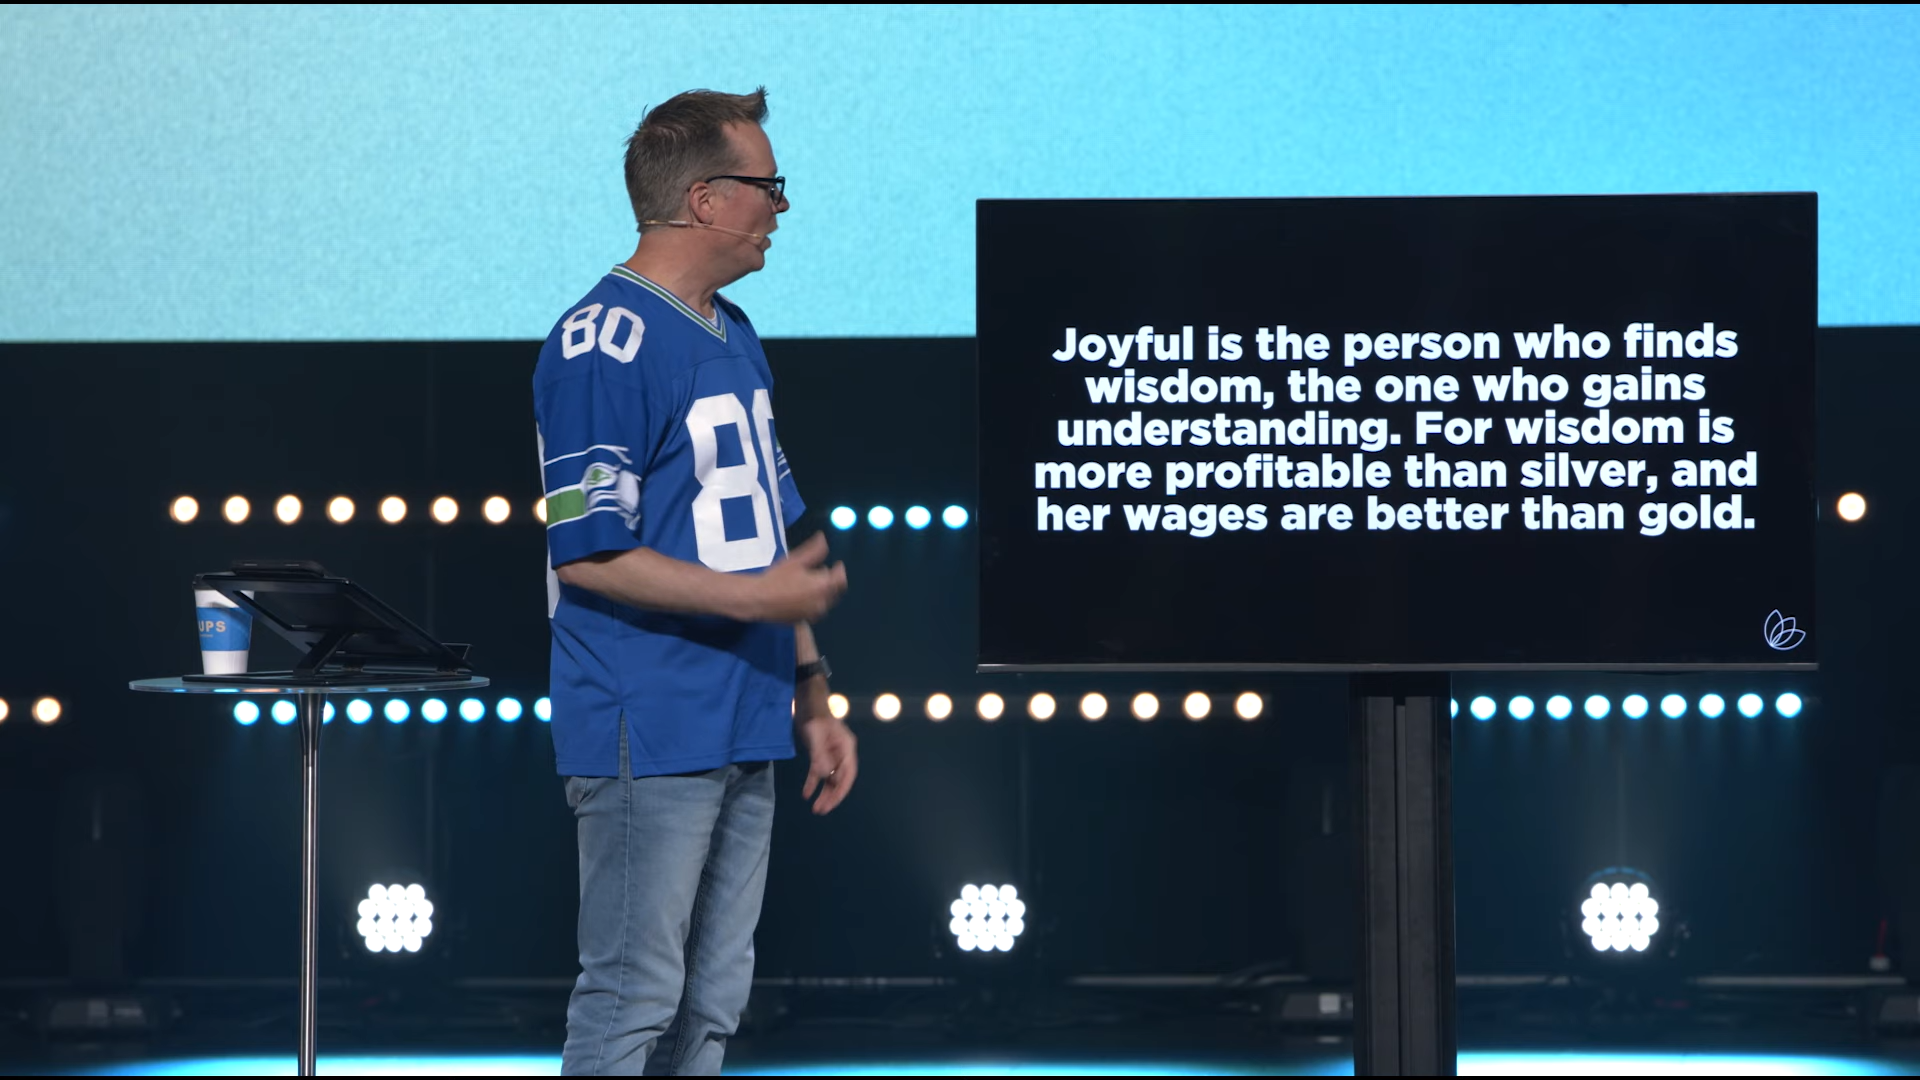 80
80
UPS
Joyful is the person who finds
wisdom, the one who gains
understanding. For wisdom is
more profitable than silver, and
her wages are better than gold.